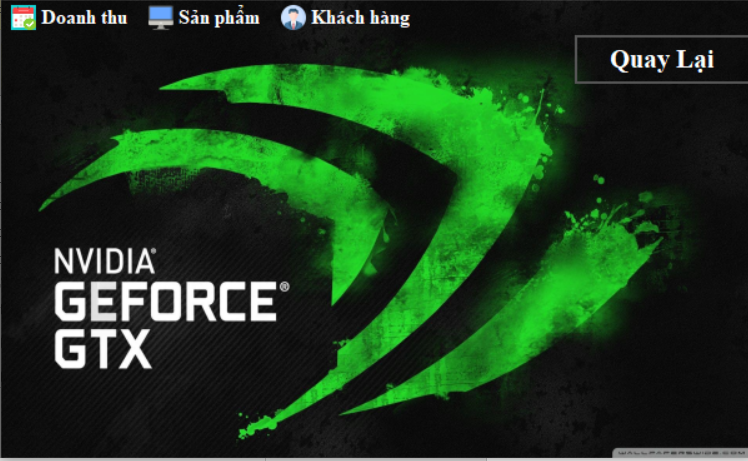 Doanh thu Sản phẩm Khách hàng
Quay Lại
NVIDIA®
GEFORCE®
GTX